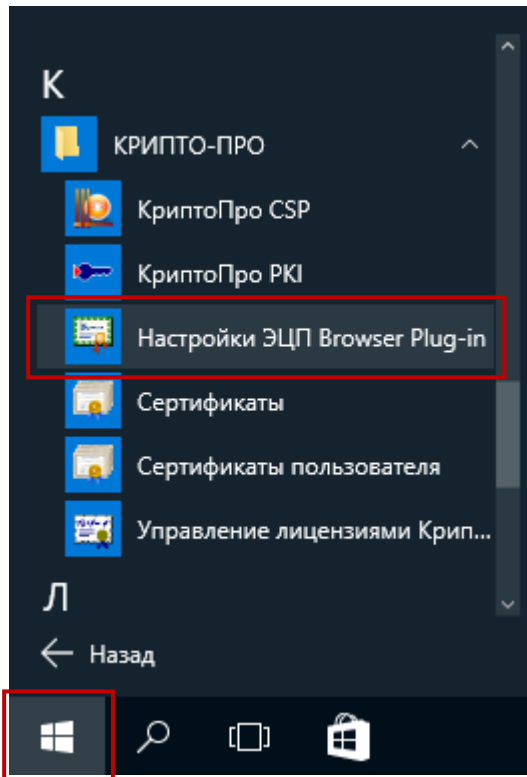 К
КРИПТО-ПРО
КриптоПро CSP
КриптоПро PKI
Настройки ЭЦП Browser Plug-in
Сертификаты
Сертификаты пользователя
Управление лицензиями Крип...
Л
Назад